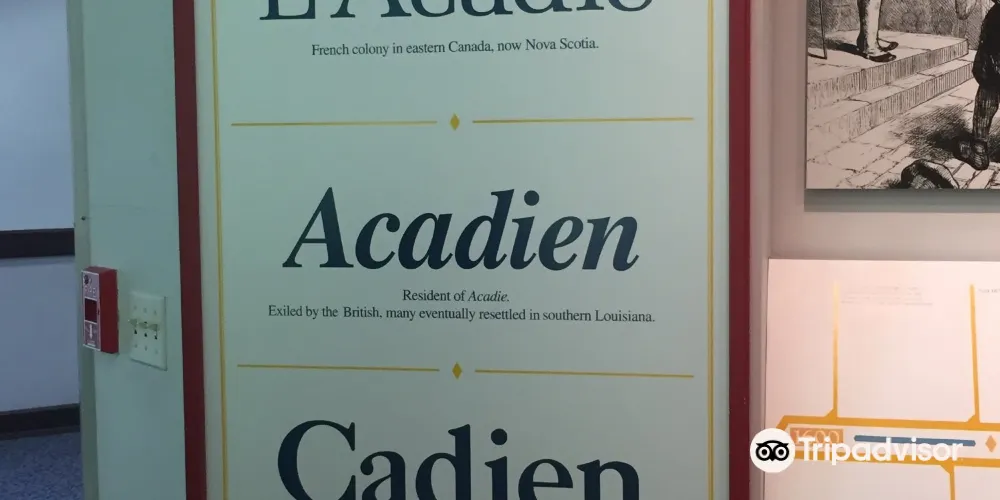 L'Acadie
French colony in eastern Canada, now Nova Scotia.
Acadien
Resident of Acadie.
Exiled by the British, many eventually resettled in southern Louisiana.
Cadien
1600
Tripadvisor